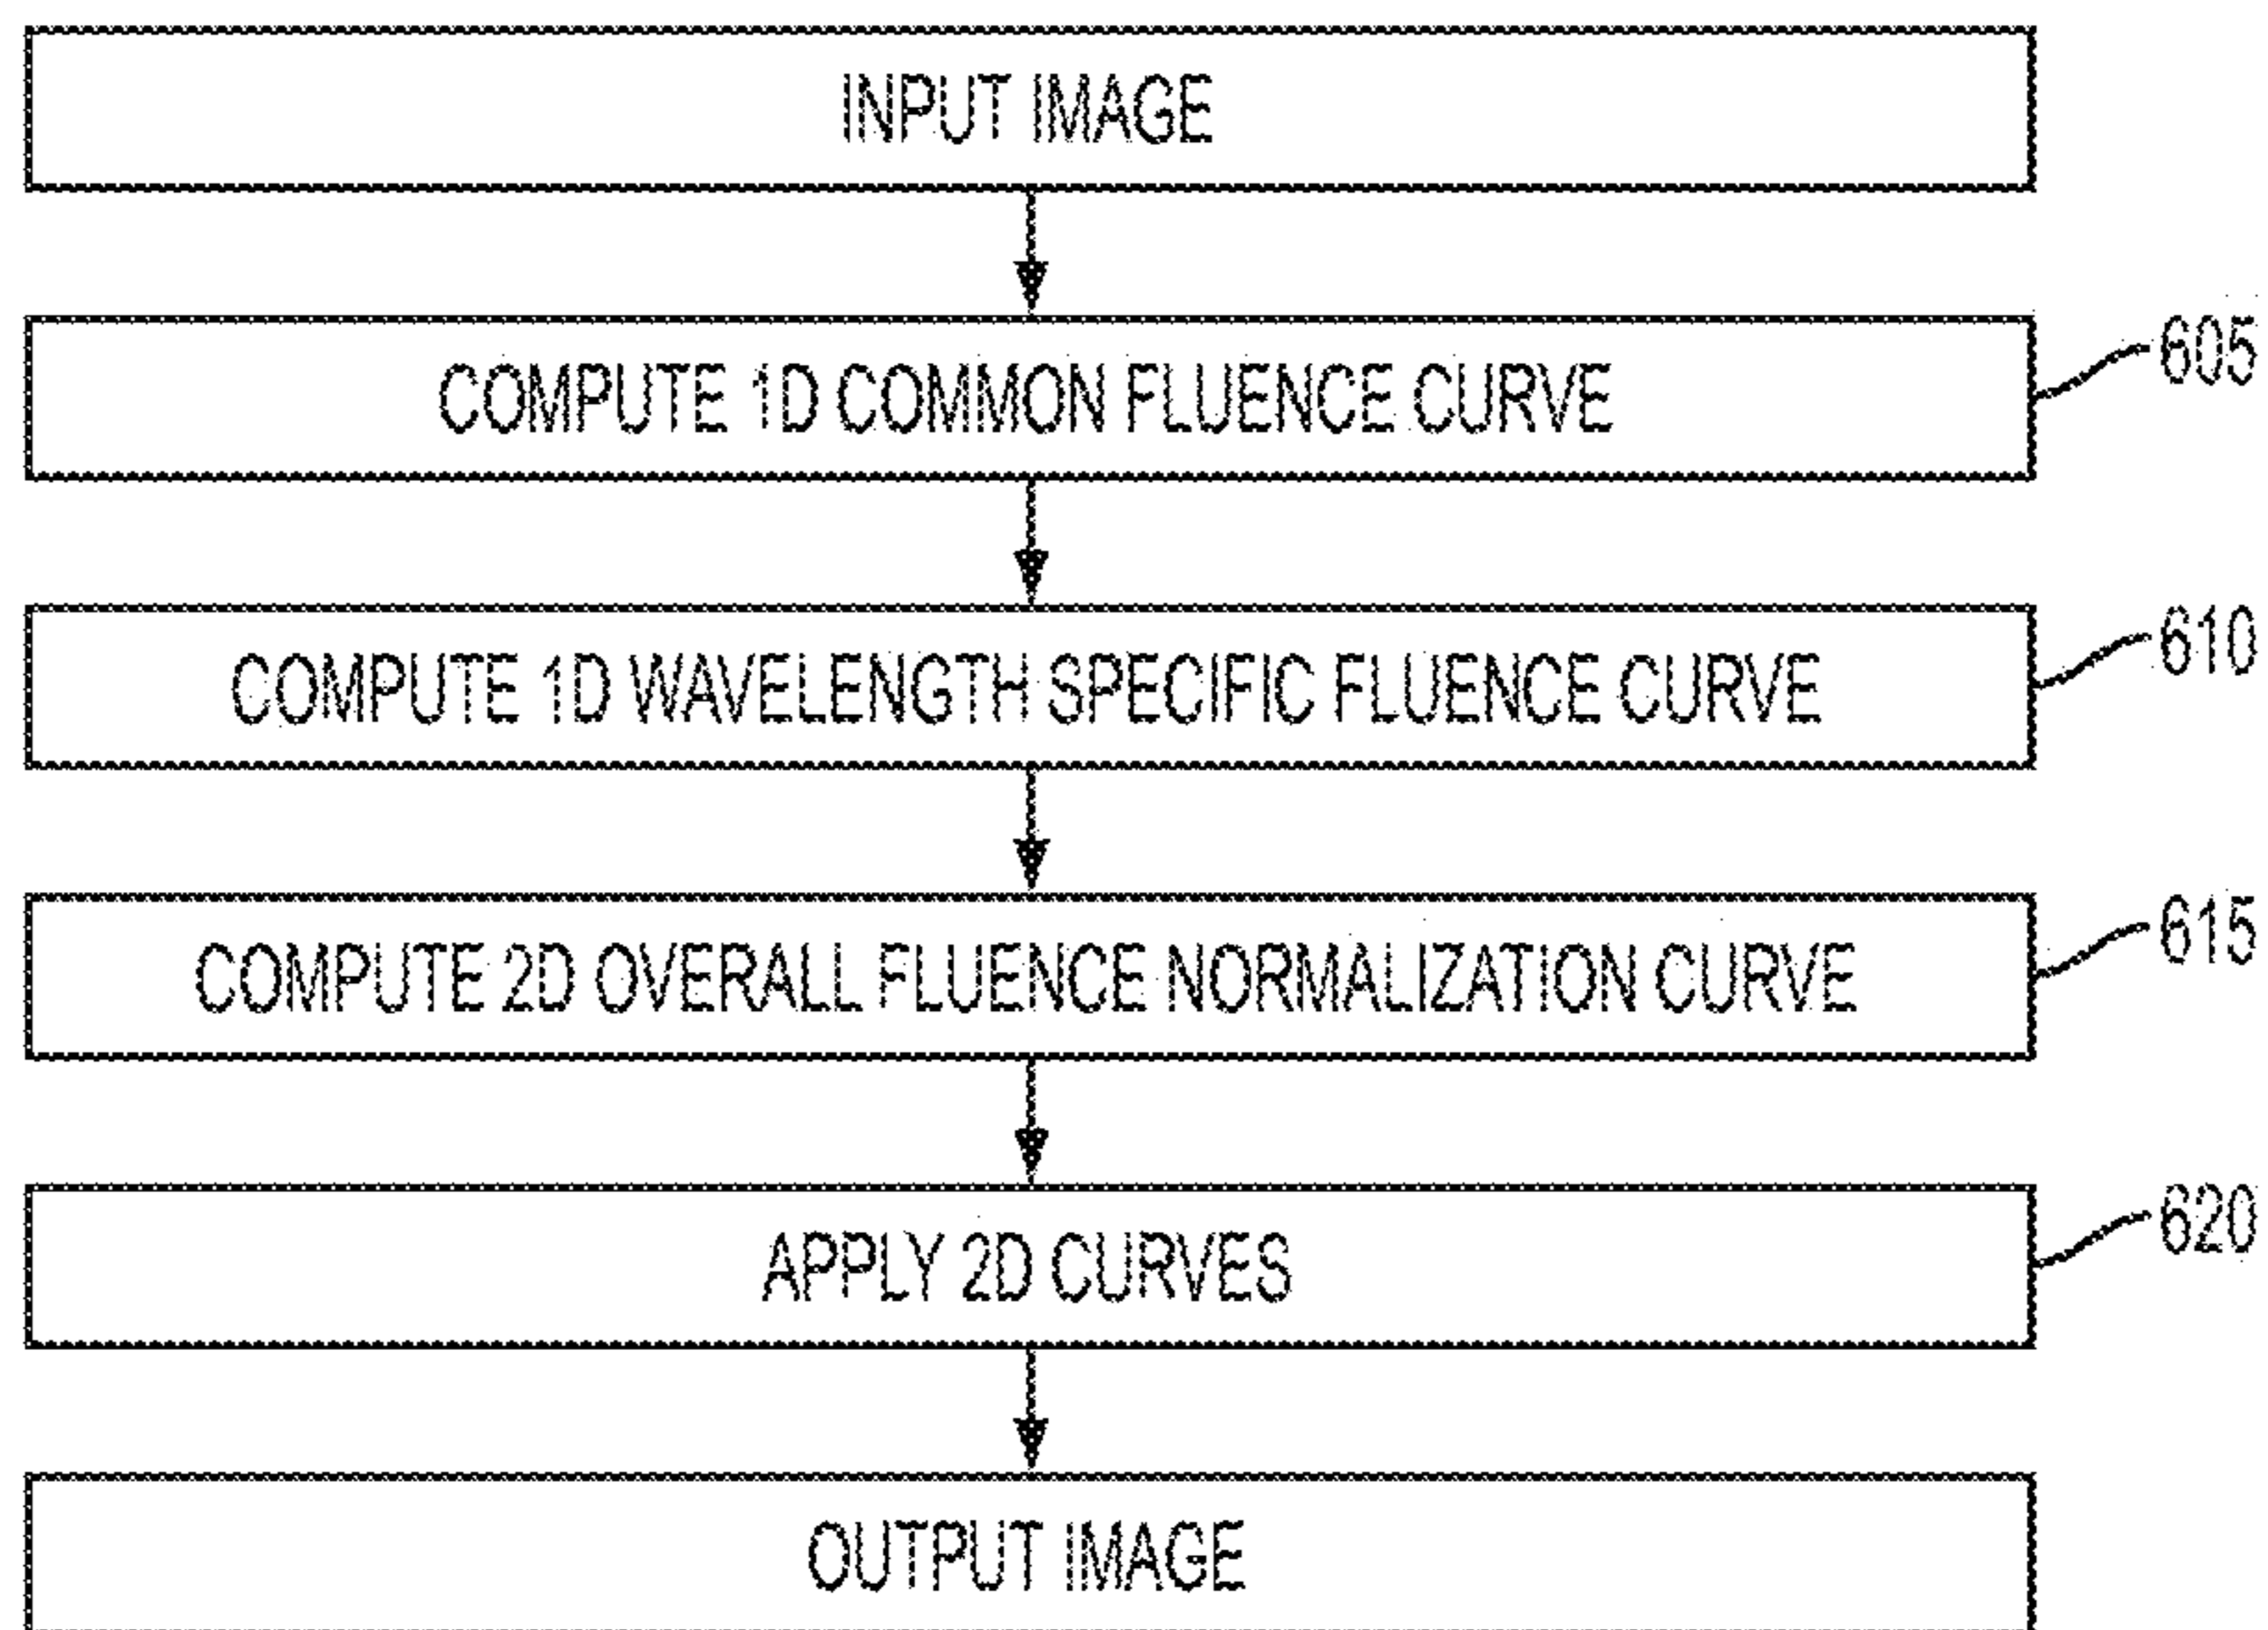 INPUT IMAGE
COMPUTE 1D COMMON FLUENCE CURVE
605
COMPUTE 1D WAVELENGTH SPECIFIC FLUENCE CURVE
610
COMPUTE 2D OVERALL FLUENCE NORMALIZATION CURVE
615
APPLY 2D CURVES
620
OUTPUT IMAGE